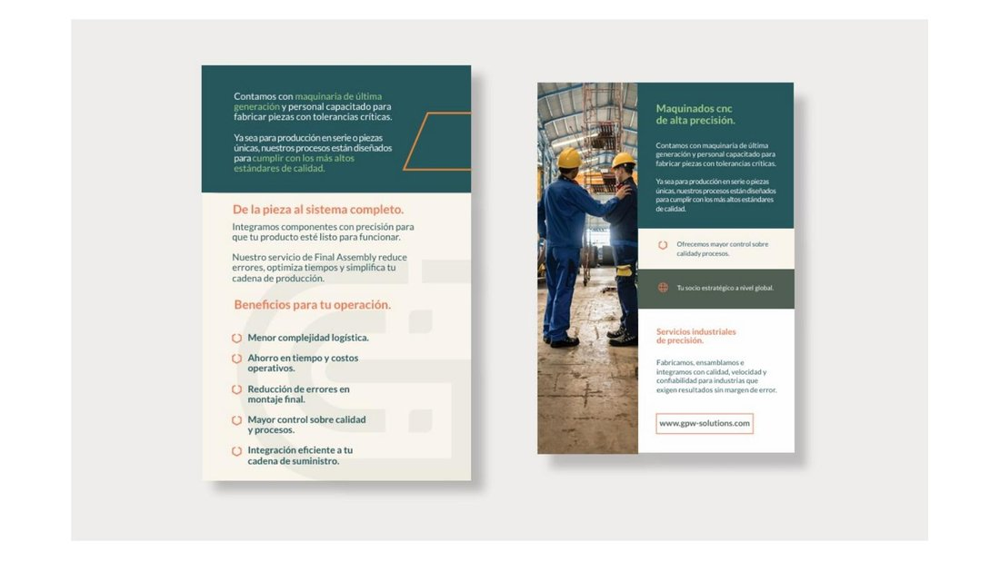 Contamos con maquinaria de última
generación y personal capacitado para
fabricar piezas con tolerancias críticas.
Ya sea para producción en serie o piezas
únicas, nuestros procesos están diseñados
para cumplir con los más altos
estándares de calidad.
De la pieza al sistema completo.
Integramos componentes con precisión para
que tu producto esté listo para funcionar.
Nuestro servicio de Final Assembly reduce
errores, optimiza tiempos y simplifica tu
cadena de producción.
Beneficios para tu operación.
Menor complejidad logística.
Ahorro en tiempo y costos
operativos.
Reducción de errores en
montaje final.
Mayor control sobre calidad
y procesos.
Integración eficiente a tu
cadena de suministro.
Maquinados cnc
de alta precisión.
Contamos con maquinaria de última
generación y personal capacitado para
fabricar piezas con tolerancias críticas.
Ya sea para producción en serie o piezas
únicas, nuestros procesos están diseñados
para cumplir con los más altos estándares
de calidad.
Ofrecemos mayor control sobre
calidady procesos.
Tu socio estratégico a nivel global.
Servicios industriales
de precisión.
Fabricamos, ensamblamos e
integramos con calidad, velocidad y
confiabilidad para industrias que
exigen resultados sin margen de error.
www.gpw-solutions.com